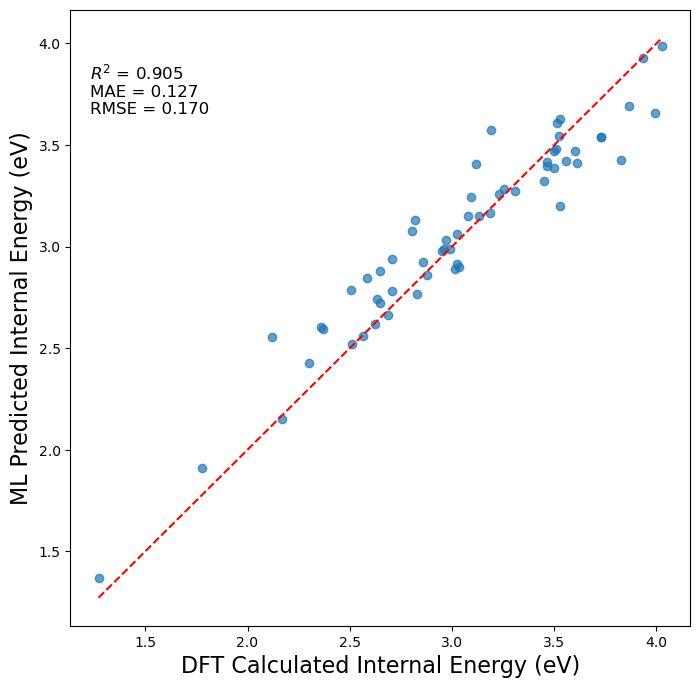 R² = 0.905
MAE = 0.127
RMSE = 0.170
4.0
3.5
3.0
2.5
2.0
1.5
ML Predicted Internal Energy (eV)
1.5 2.0 2.5 3.0 3.5 4.0
DFT Calculated Internal Energy (eV)